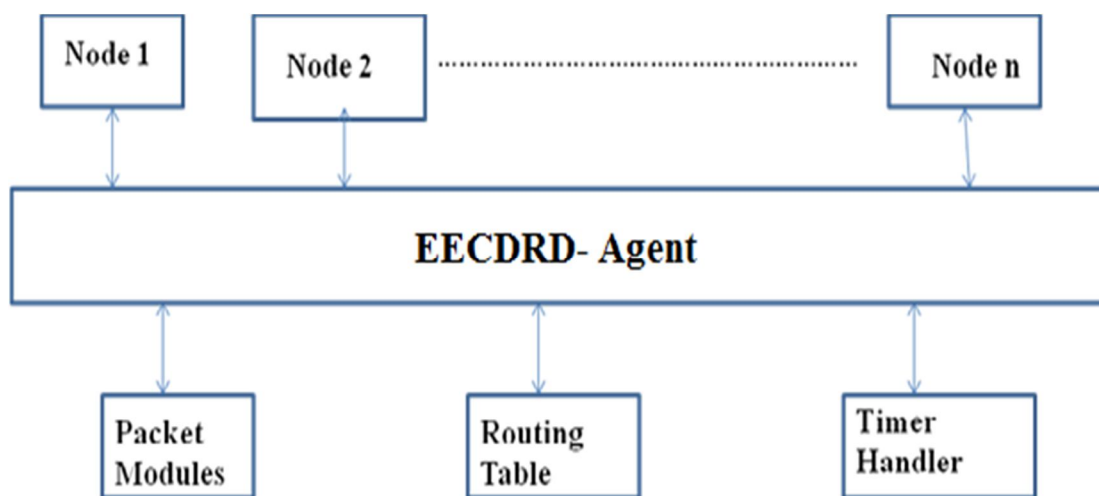 Node 1
Node 2
Node n
EECDRD- Agent
Packet
Modules
Routing
Table
Timer
Handler